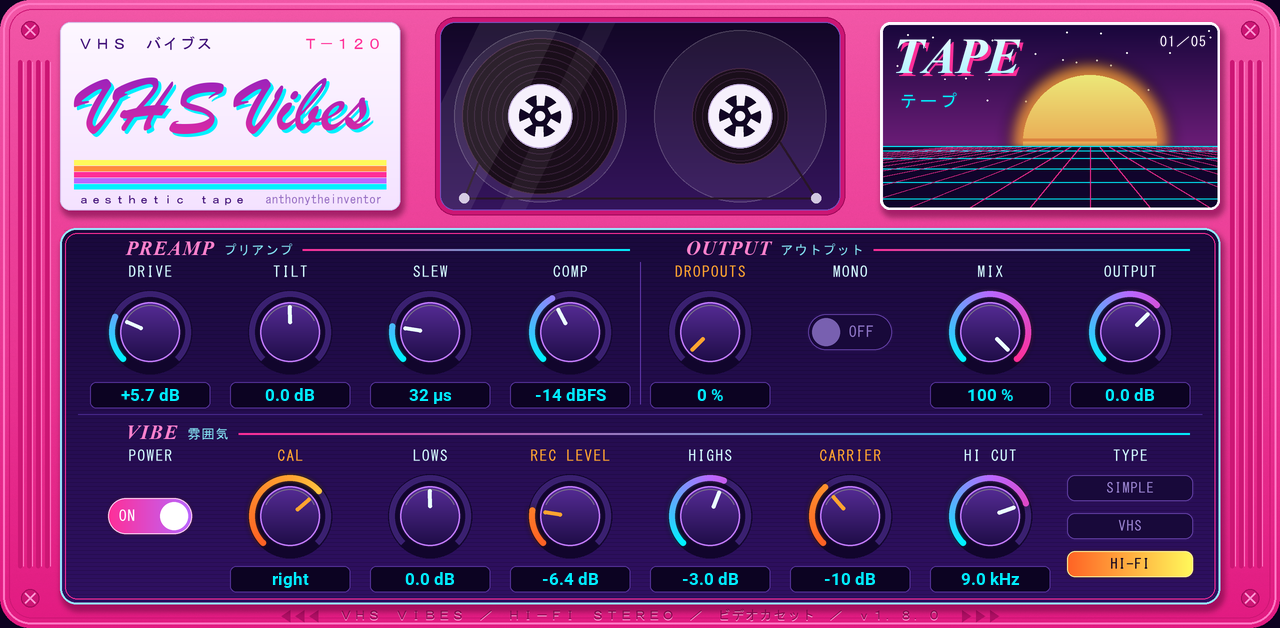 VHS バイブス T-120
VHS Vibes
aesthetic tape anthonytheinventor
TAPE 01/05
テープ
PREAMP プリアンプ OUTPUT アウトプット
DRIVE TILT SLEW COMP DROPOUTS MONO MIX OUTPUT
OFF
+5.7 dB 0.0 dB 32 µs -14 dBFS 0 % 100 % 0.0 dB
VIBE 雰囲気
POWER CAL LOWS REC LEVEL HIGHS CARRIER HI CUT TYPE
SIMPLE
ON VHS
HI-FI
right 0.0 dB -6.4 dB -3.0 dB -10 dB 9.0 kHz
VHS VIBES / HI-FI STEREO / ビデオカセット / v1.8.0